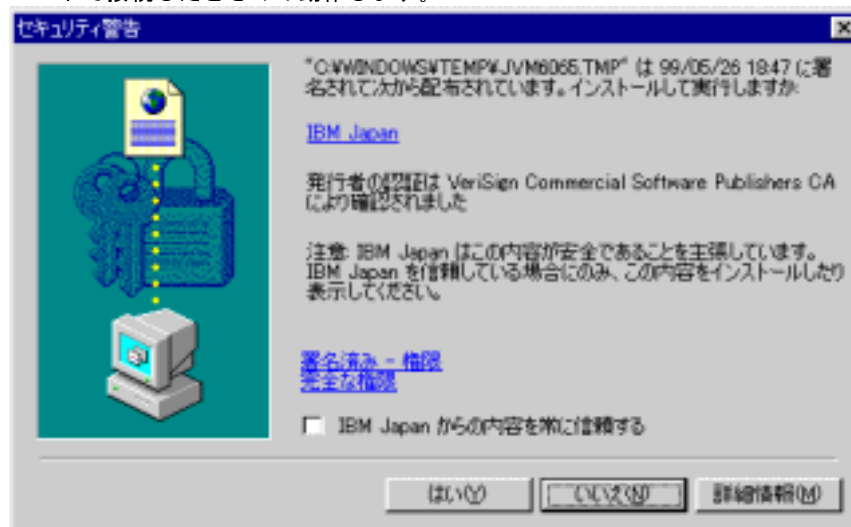 セキュリティ警告
"C:¥WINDOWS¥TEMP¥JVM6065.TMP" は 99/05/26 18:47 に署
名されて次から配布されています。インストールして実行しますか:
IBM Japan
発行者の認証は VeriSign Commercial Software Publishers CA
により確認されました
注意: IBM Japan はこの内容が安全であることを主張しています。
IBM Japan を信頼している場合にのみ、この内容をインストールしたり
表示してください。
署名済み - 権限
完全な権限
IBM Japan からの内容を常に信頼する
はい(Y) いいえ(N) 詳細情報(M)